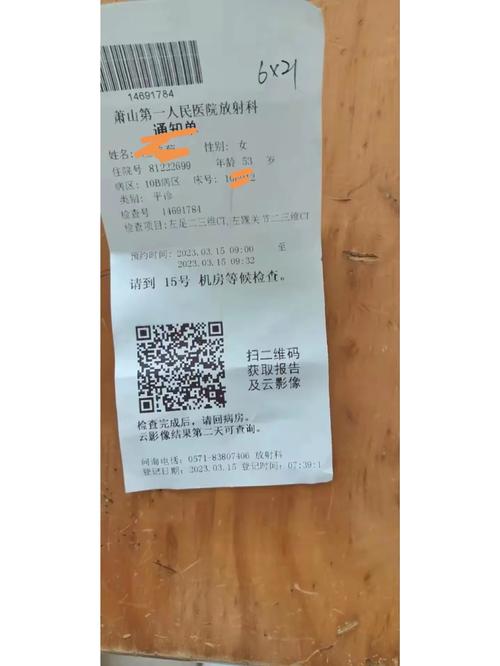 14691784
6X21
萧山第一人民医院放射科
通知单
姓名: 性别: 女
住院号 81222699 年龄 53 岁
病区: 10B病区 床号:
类别: 平诊
检查号 14691784
检查项目: 左足二三维CT,左踝关节二三维CT
预约时间: 2023.03.15 09:00 至
2023.03.15 09:32
请到 15号 机房等候检查。
扫二维码
获取报告
及云影像
检查完成后，请回病房。
云影像结果第二天可查询。
问询电话: 0571-83807406 放射科
登记日期: 2023.03.15 登记时间: 07:39:1